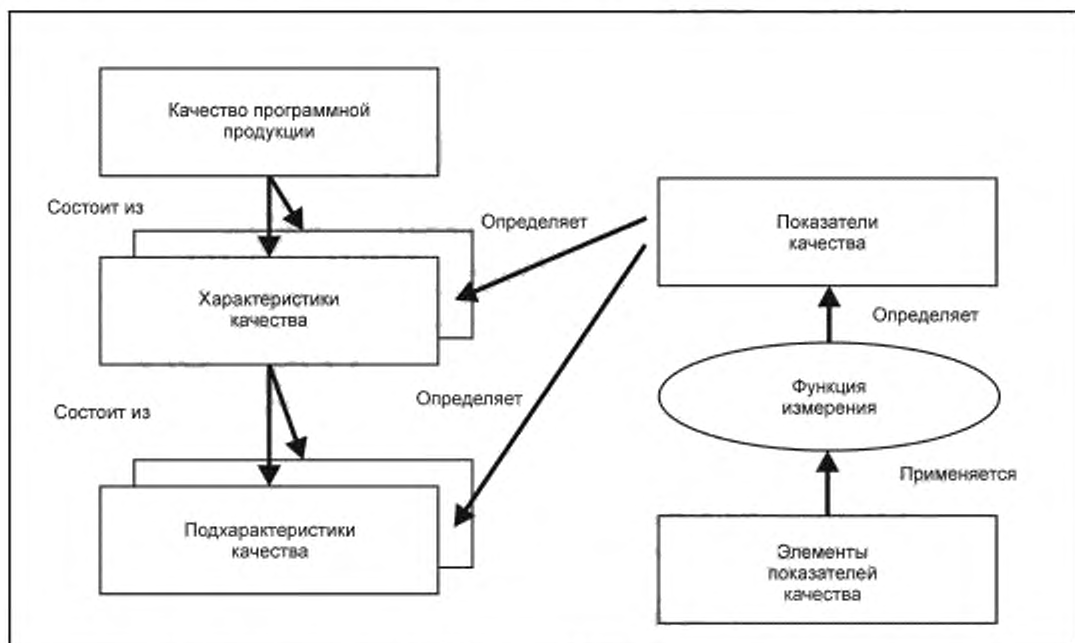 Качество программной
продукции
Состоит из
Определяет
Показатели
качества
Характеристики
качества
Определяет
Состоит из
Определяет
Функция
измерения
Применяется
Подхарактеристики
качества
Элементы
показателей
качества